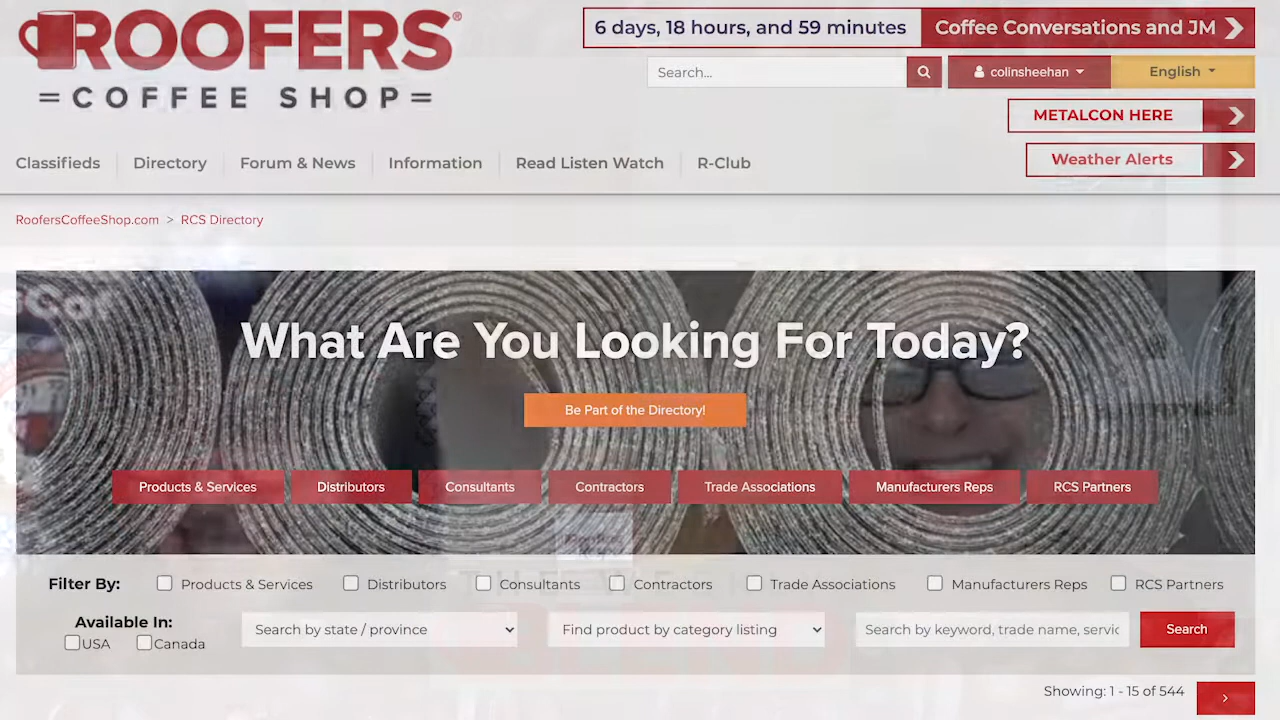 ROOFERS®
=COFFEE SHOP=
6 days, 18 hours, and 59 minutes
Coffee Conversations and JM
Search...
colinsheehan
English
METALCON HERE
Weather Alerts
Classifieds
Directory
Forum & News
Information
Read Listen Watch
R-Club
RoofersCoffeeShop.com > RCS Directory
What Are You Looking For Today?
Be Part of the Directory!
Products & Services
Distributors
Consultants
Contractors
Trade Associations
Manufacturers Reps
RCS Partners
Filter By:
Products & Services
Distributors
Consultants
Contractors
Trade Associations
Manufacturers Reps
RCS Partners
Available In:
USA
Canada
Search by state / province
Find product by category listing
Search by keyword, trade name, servic
Search
Showing: 1 - 15 of 544